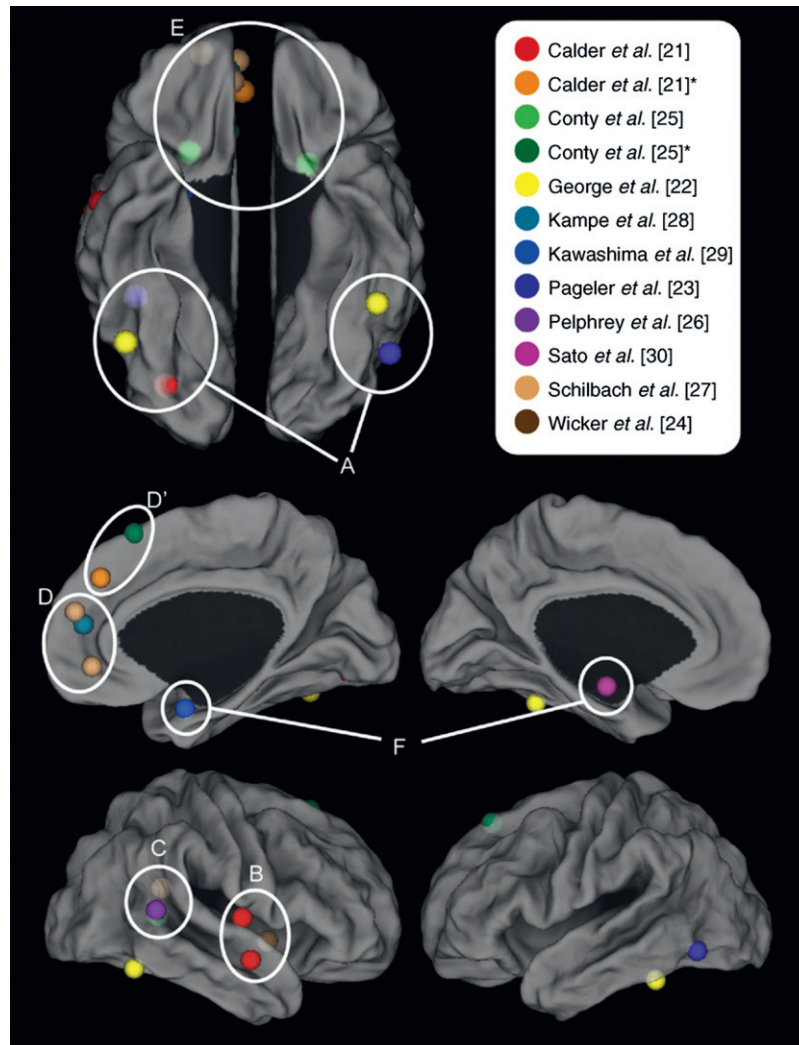 E
Calder et al. [21]
Calder et al. [21]*
Conty et al. [25]
Conty et al. [25]*
George et al. [22]
Kampe et al. [28]
Kawashima et al. [29]
Pageler et al. [23]
Pelphrey et al. [26]
Sato et al. [30]
Schilbach et al. [27]
Wicker et al. [24]
A
D’
D
F
C
B